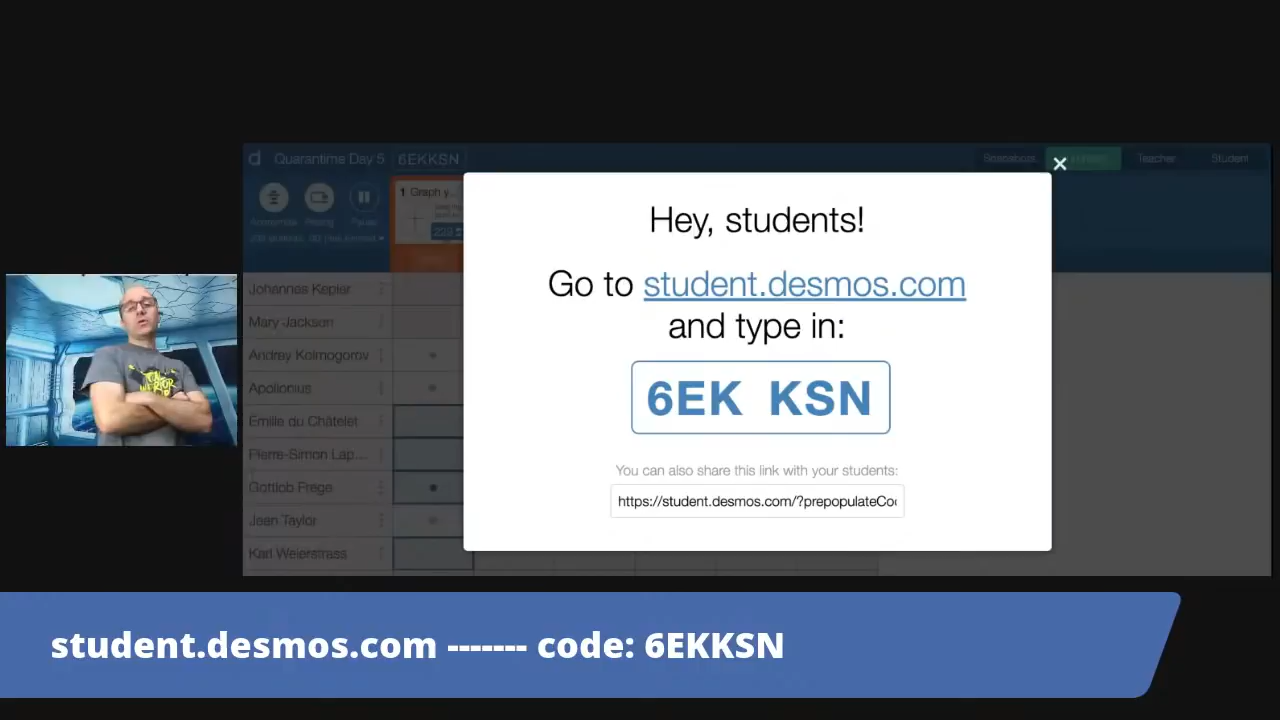 Quarantime Day 5
6EKKSN
Teacher
Student
1 Graph y...
Johannes Kepler
Mary Jackson
Andrey Kolmogorov
Apollonius
Emilie du Châtelet
Pierre-Simon Lap...
Gottlob Frege
Jean Taylor
Karl Weierstrass
Hey, students!
Go to student.desmos.com
and type in:
6EK KSN
You can also share this link with your students:
https://student.desmos.com/?prepopulateCo
student.desmos.com ------- code: 6EKKSN